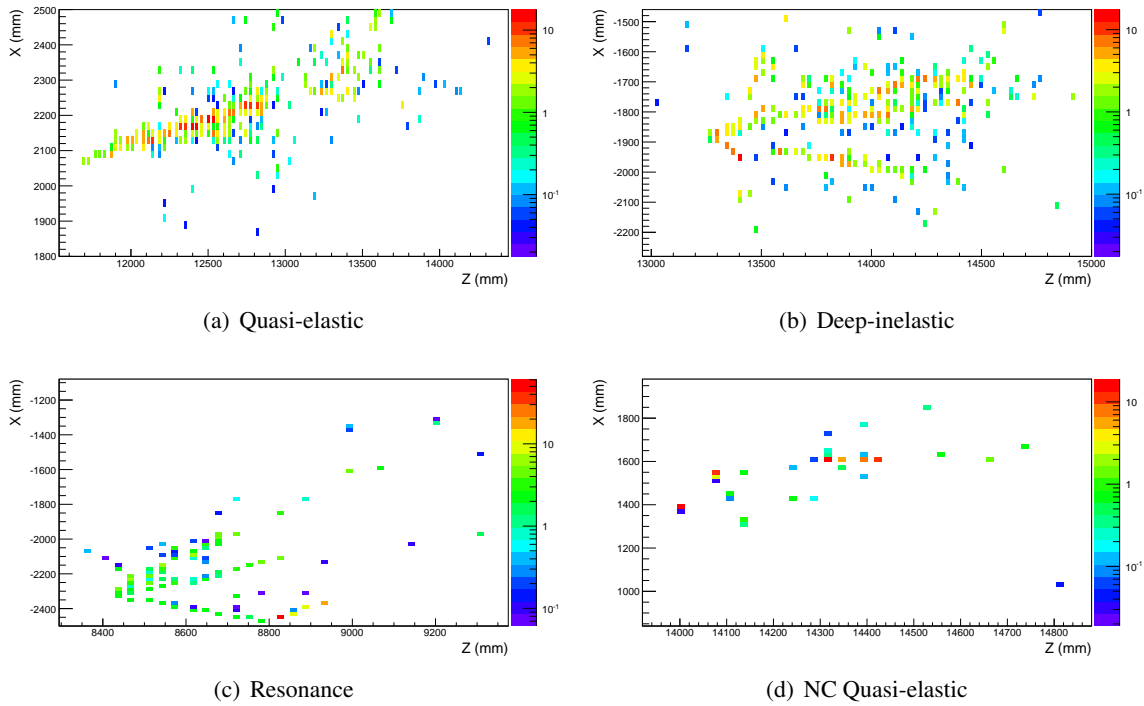 X (mm)
2500
2400
2300
2200
2100
2000
1900
1800
12000 12500 13000 13500 14000
Z (mm)
10
1
10-1
(a) Quasi-elastic
X (mm)
-1500
-1600
-1700
-1800
-1900
-2000
-2100
-2200
13000 13500 14000 14500 15000
Z (mm)
10
1
10-1
(b) Deep-inelastic
X (mm)
-1200
-1400
-1600
-1800
-2000
-2200
-2400
8400 8600 8800 9000 9200
Z (mm)
10
1
10-1
(c) Resonance
X (mm)
1800
1600
1400
1200
1000
14000 14100 14200 14300 14400 14500 14600 14700 14800
Z (mm)
10
1
10-1
(d) NC Quasi-elastic